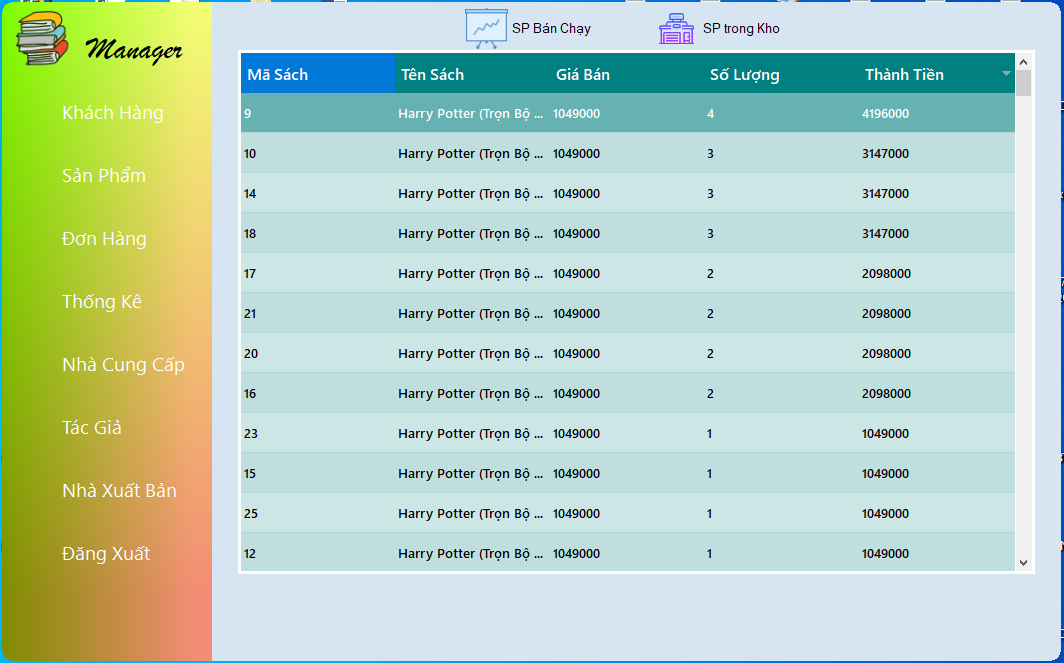 Manager
Khách Hàng
Sản Phẩm
Đơn Hàng
Thống Kê
Nhà Cung Cấp
Tác Giả
Nhà Xuất Bản
Đăng Xuất
SP Bán Chạy SP trong Kho
Mã Sách Tên Sách Giá Bán Số Lượng Thành Tiền
9 Harry Potter (Trọn Bộ ... 1049000 4 4196000
10 Harry Potter (Trọn Bộ ... 1049000 3 3147000
14 Harry Potter (Trọn Bộ ... 1049000 3 3147000
18 Harry Potter (Trọn Bộ ... 1049000 3 3147000
17 Harry Potter (Trọn Bộ ... 1049000 2 2098000
21 Harry Potter (Trọn Bộ ... 1049000 2 2098000
20 Harry Potter (Trọn Bộ ... 1049000 2 2098000
16 Harry Potter (Trọn Bộ ... 1049000 2 2098000
23 Harry Potter (Trọn Bộ ... 1049000 1 1049000
15 Harry Potter (Trọn Bộ ... 1049000 1 1049000
25 Harry Potter (Trọn Bộ ... 1049000 1 1049000
12 Harry Potter (Trọn Bộ ... 1049000 1 1049000